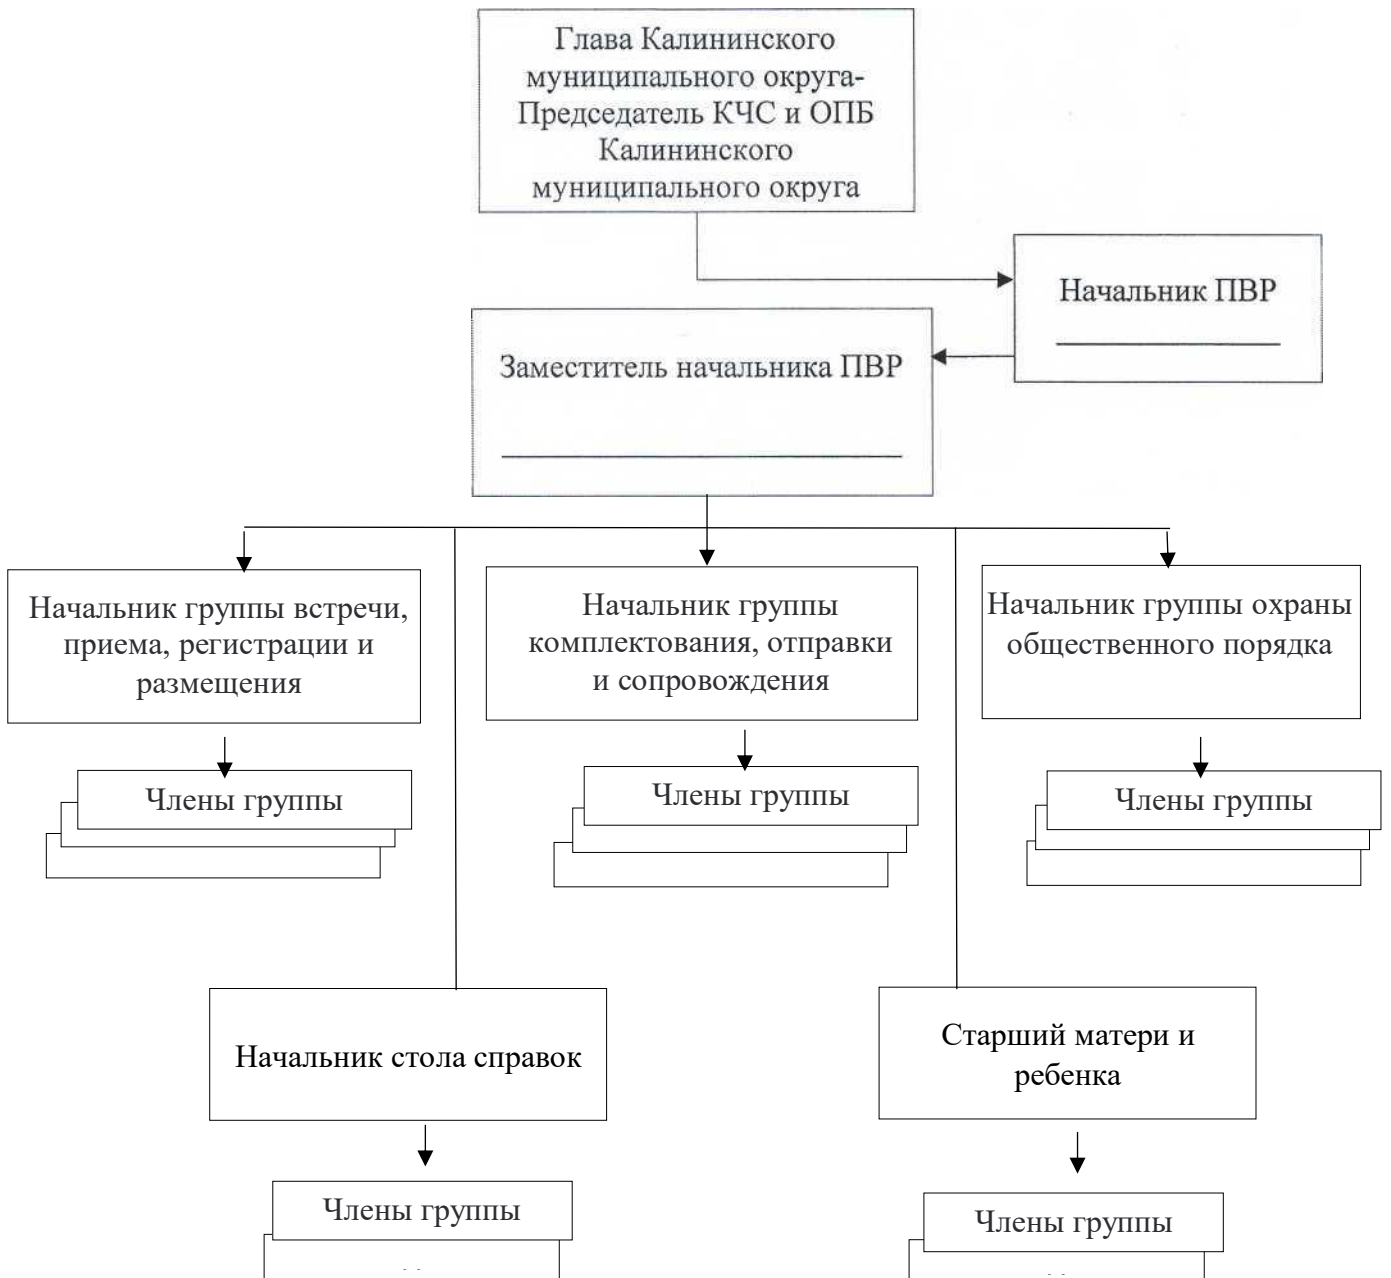 Глава Калининского
муниципального округа-
Председатель КЧС и ОПБ
Калининского
муниципального округа
Начальник ПВР
Заместитель начальника ПВР
Начальник группы встречи,
приема, регистрации и
размещения
Начальник группы
комплектования, отправки
и сопровождения
Начальник группы охраны
общественного порядка
Члены группы
Члены группы
Члены группы
Начальник стола справок
Старший матери и
ребенка
Члены группы
Члены группы